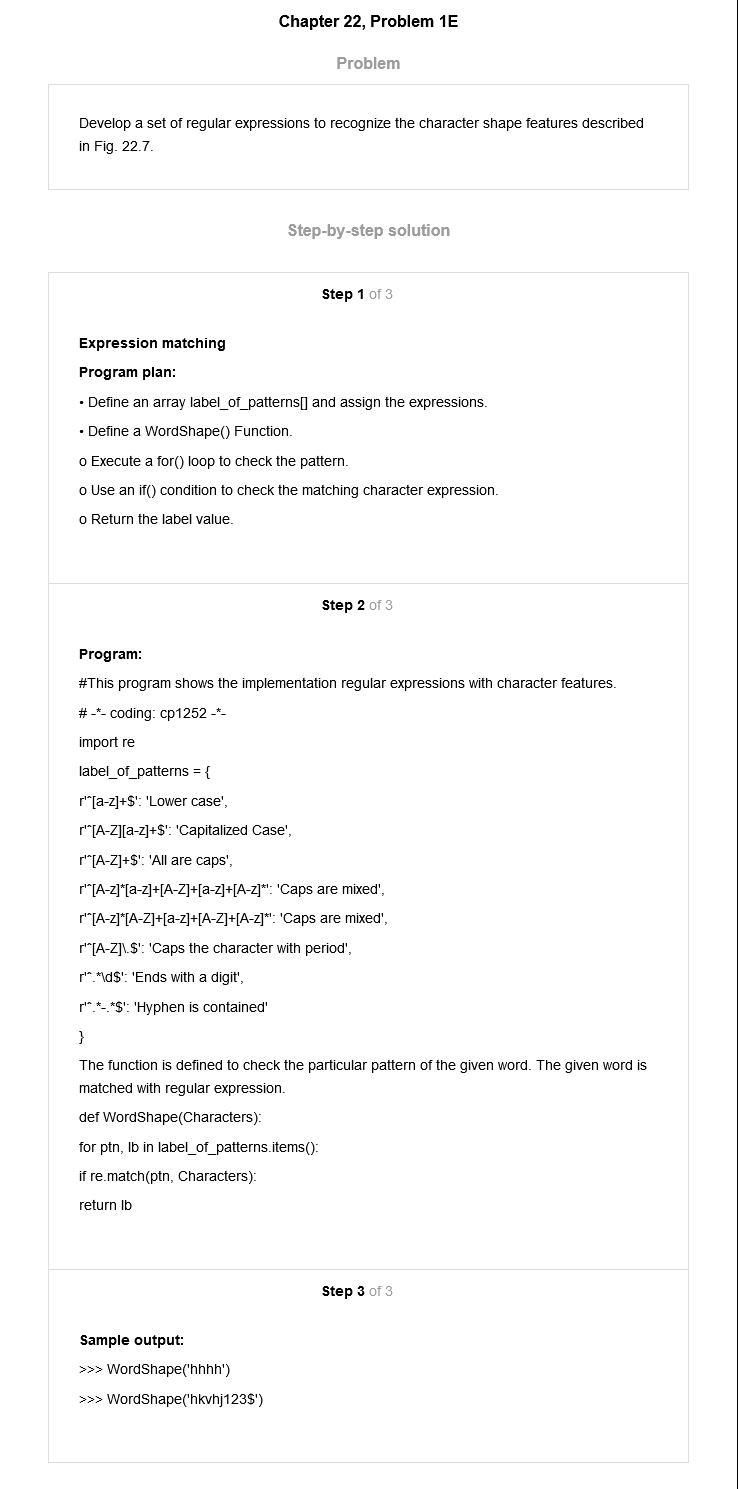 Chapter 22, Problem 1E
Problem
Develop a set of regular expressions to recognize the character shape features described
in Fig. 22.7.
Step-by-step solution
Step 1 of 3
Expression matching
Program plan:
• Define an array label_of_patterns[] and assign the expressions.
• Define a WordShape() Function.
o Execute a for() loop to check the pattern.
o Use an if() condition to check the matching character expression.
o Return the label value.
Step 2 of 3
Program:
#This program shows the implementation regular expressions with character features.
# -*- coding: cp1252 -*-
import re
label_of_patterns = {
r'^[a-z]+$': 'Lower case',
r'^[A-Z][a-z]+$': 'Capitalized Case',
r'^[A-Z]+$': 'All are caps',
r'^[A-z]*[a-z]+[A-Z]+[a-z]+[A-z]*': 'Caps are mixed',
r'^[A-z]*[A-Z]+[a-z]+[A-Z]+[A-z]*': 'Caps are mixed',
r'^[A-Z]\.$': 'Caps the character with period',
r'^.*\d$': 'Ends with a digit',
r'^.*-.*$': 'Hyphen is contained'
}
The function is defined to check the particular pattern of the given word. The given word is
matched with regular expression.
def WordShape(Characters):
for ptn, lb in label_of_patterns.items():
if re.match(ptn, Characters):
return lb
Step 3 of 3
Sample output:
>>> WordShape('hhhh')
>>> WordShape('hkvhj123$')